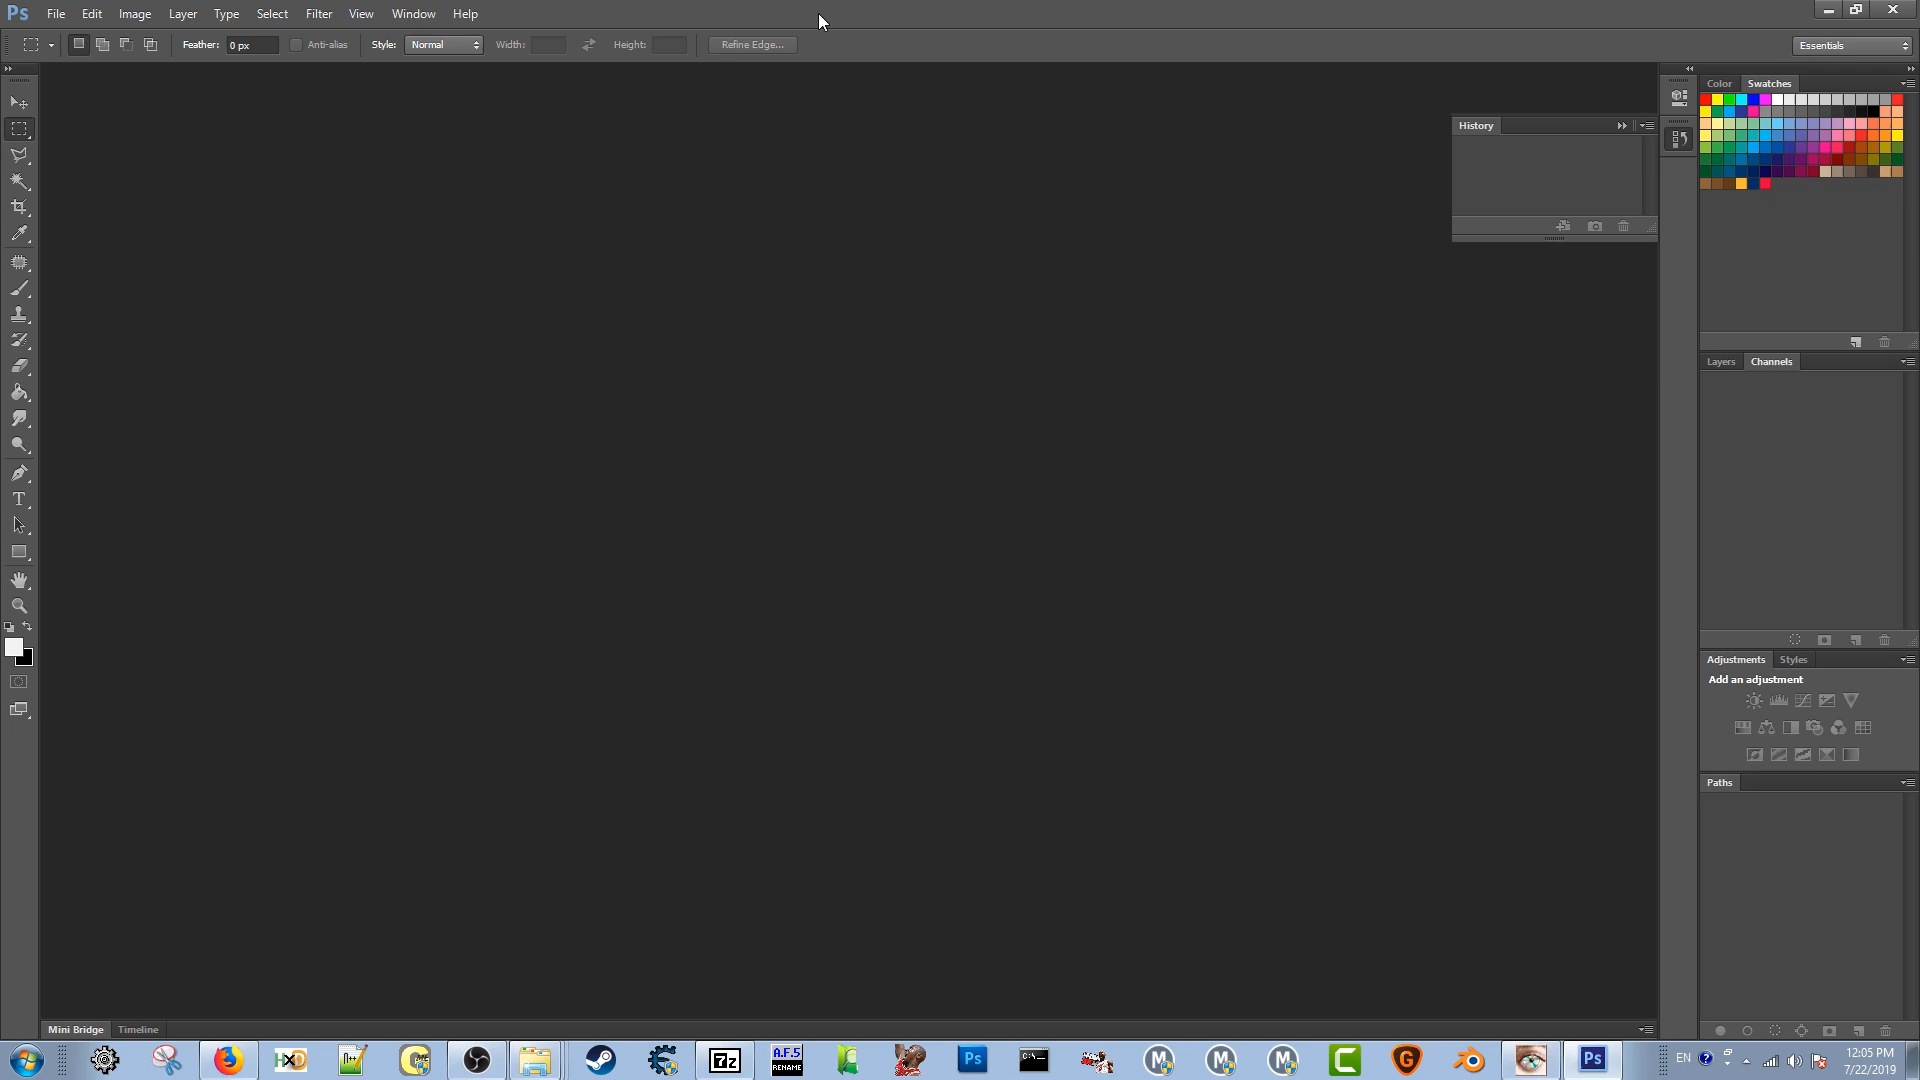 Ps File Edit Image Layer Type Select Filter View Window Help
Feather: 0 px Anti-alias Style: Normal Width: Height: Refine Edge... Essentials
Color Swatches
History
Layers Channels
T
Adjustments Styles
Add an adjustment
Paths
Mini Bridge Timeline
HXD n++ 7z A.F.5 RENAME Ps C:\_ M M M C G Ps EN ? 12:05 PM
7/22/2019